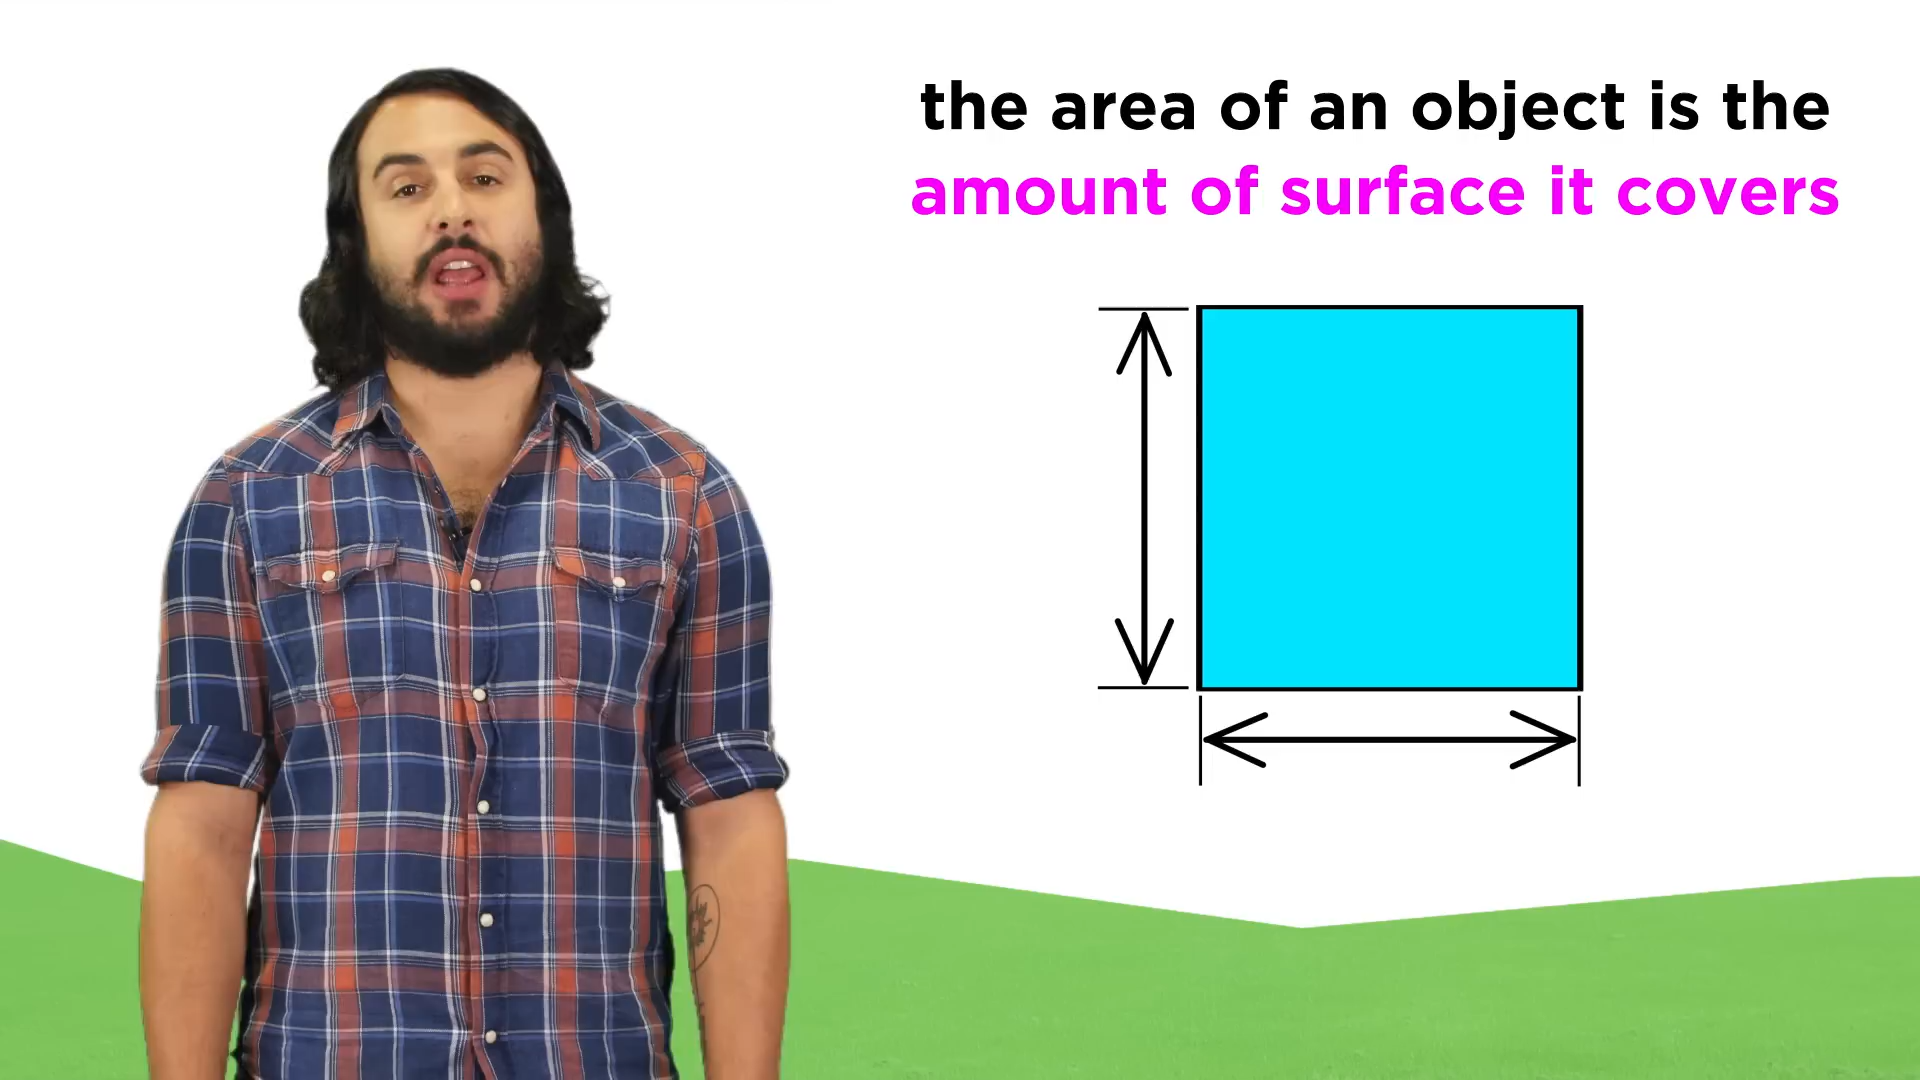 the area of an object is the
amount of surface it covers